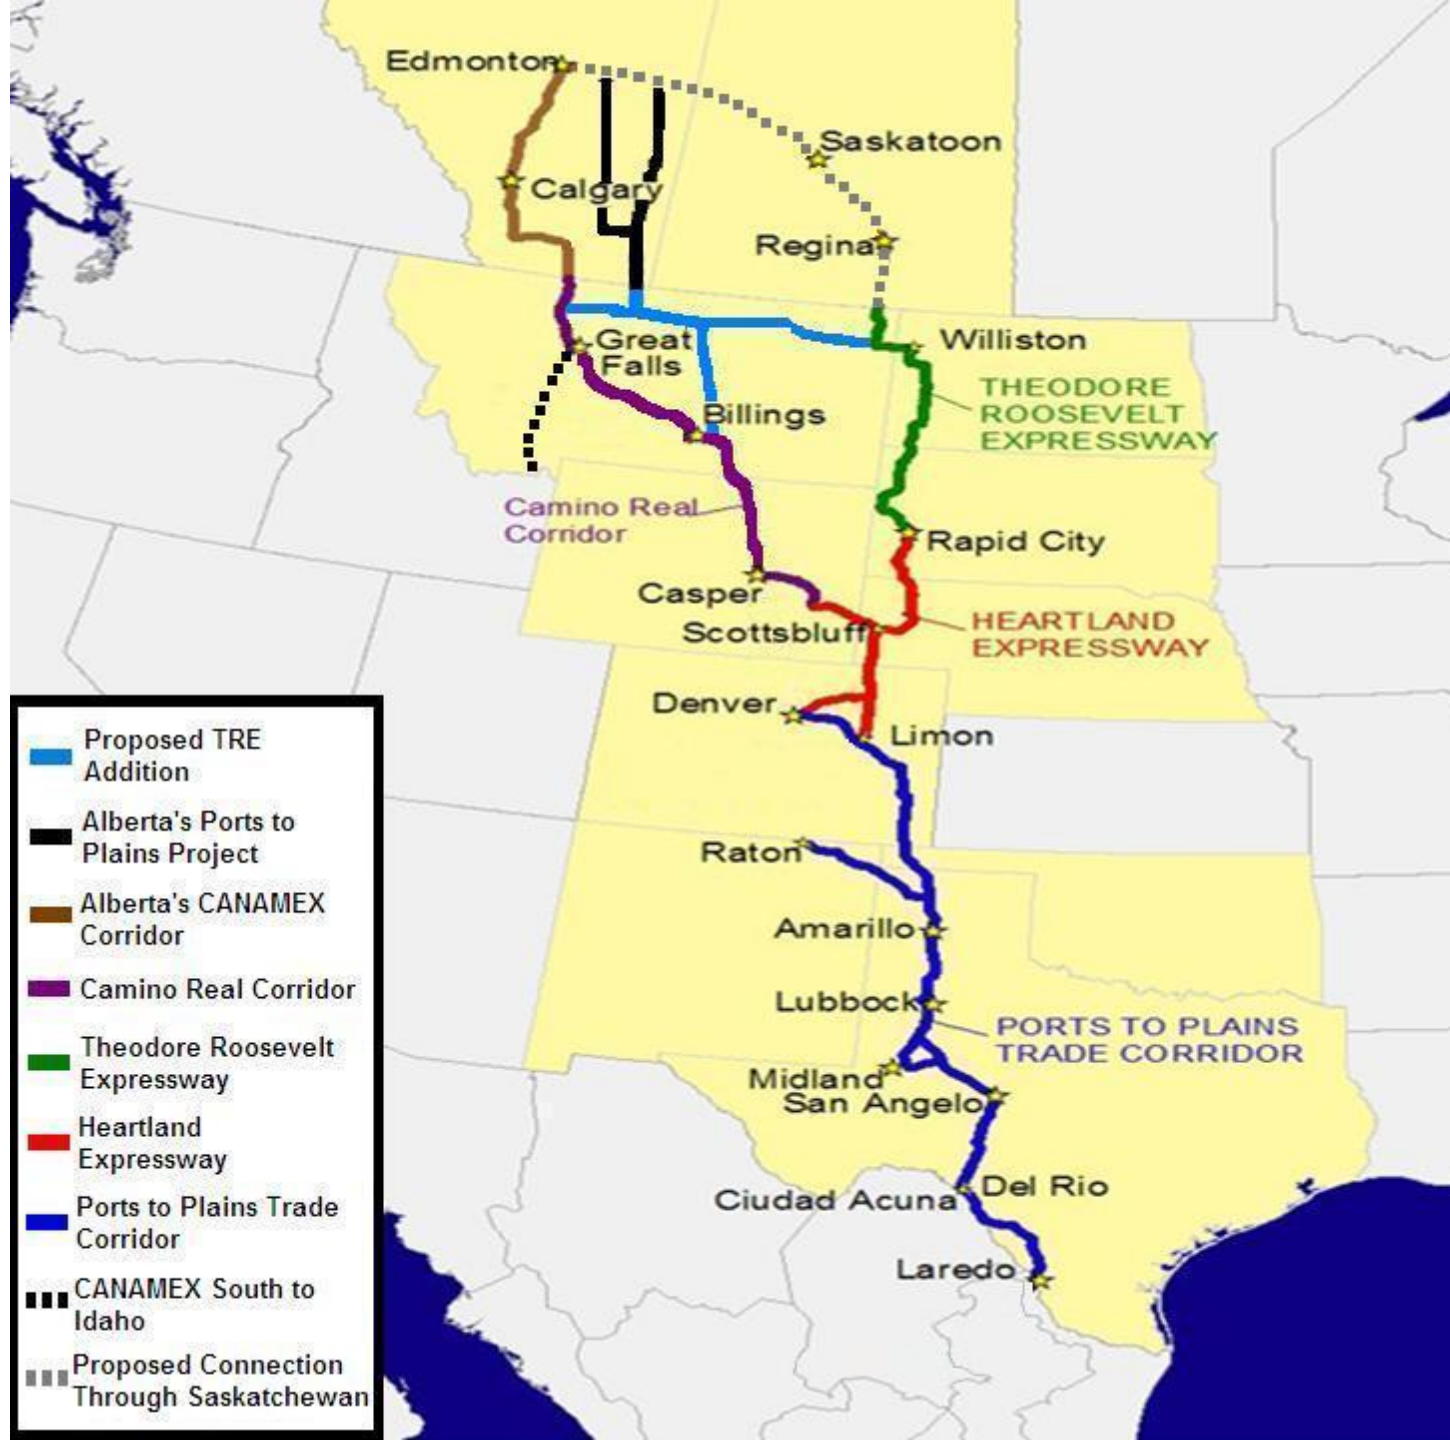 Edmonton
Saskatoon
Calgary
Regina
Great
Falls
Williston
THEODORE
ROOSEVELT
EXPRESSWAY
Billings
Camino Real
Corridor
Rapid City
Casper
Scottsbluff
HEARTLAND
EXPRESSWAY
Denver
Limon
Raton
Amarillo
Lubbock
PORTS TO PLAINS
TRADE CORRIDOR
Midland
San Angelo
Ciudad Acuna
Del Rio
Laredo
Proposed TRE
Addition
Alberta's Ports to
Plains Project
Alberta's CANAMEX
Corridor
Camino Real Corridor
Theodore Roosevelt
Expressway
Heartland
Expressway
Ports to Plains Trade
Corridor
CANAMEX South to
Idaho
Proposed Connection
Through Saskatchewan